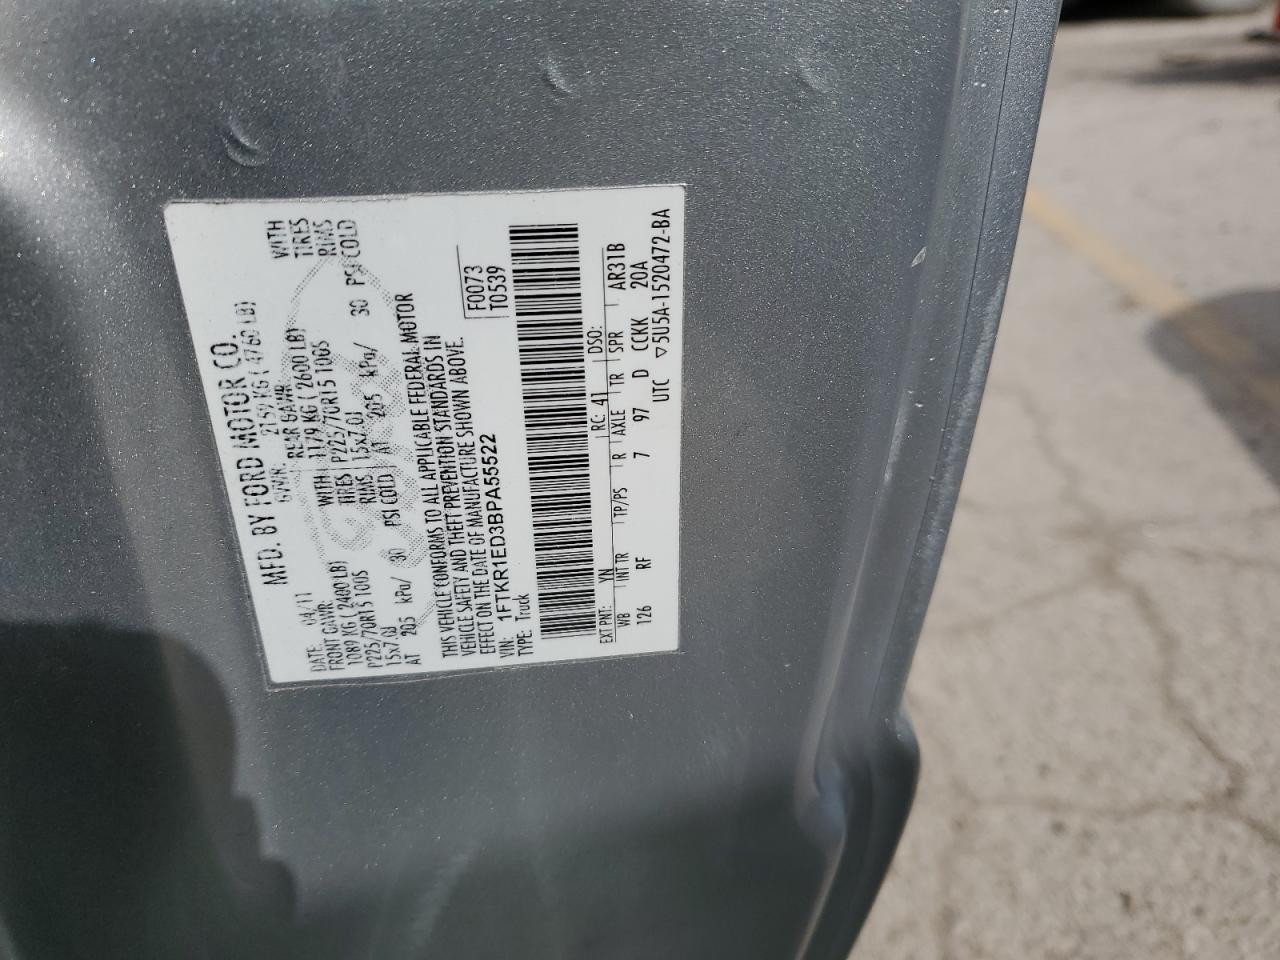 MFD. BY FORD MOTOR CO.
DATE: 04/11 GVWR: 2159 KG ( 4760 LB)
FRONT GAWR: REAR GAWR:
1089 KG ( 2400 LB) WITH 1179 KG ( 2600 LB) WITH
P225/70R15 100S TIRES P225/70R15 100S TIRES
15x7.0J RIMS 15x7.0J RIMS
AT 205 kPa/ 30 PSI COLD AT 205 kPa/ 30 PSI COLD
THIS VEHICLE CONFORMS TO ALL APPLICABLE FEDERAL MOTOR
VEHICLE SAFETY AND THEFT PREVENTION STANDARDS IN
EFFECT ON THE DATE OF MANUFACTURE SHOWN ABOVE.
VIN: 1FTKR1ED3BPA55522
TYPE: Truck
F0073
T0539
EXT PNT: YN RC: 41 DSO:
WB INT TR TP/PS R AXLE TR SPR AR31B
126 RF 7 97 D CCKK 20A
UTC ▽5U5A-1520472-BA